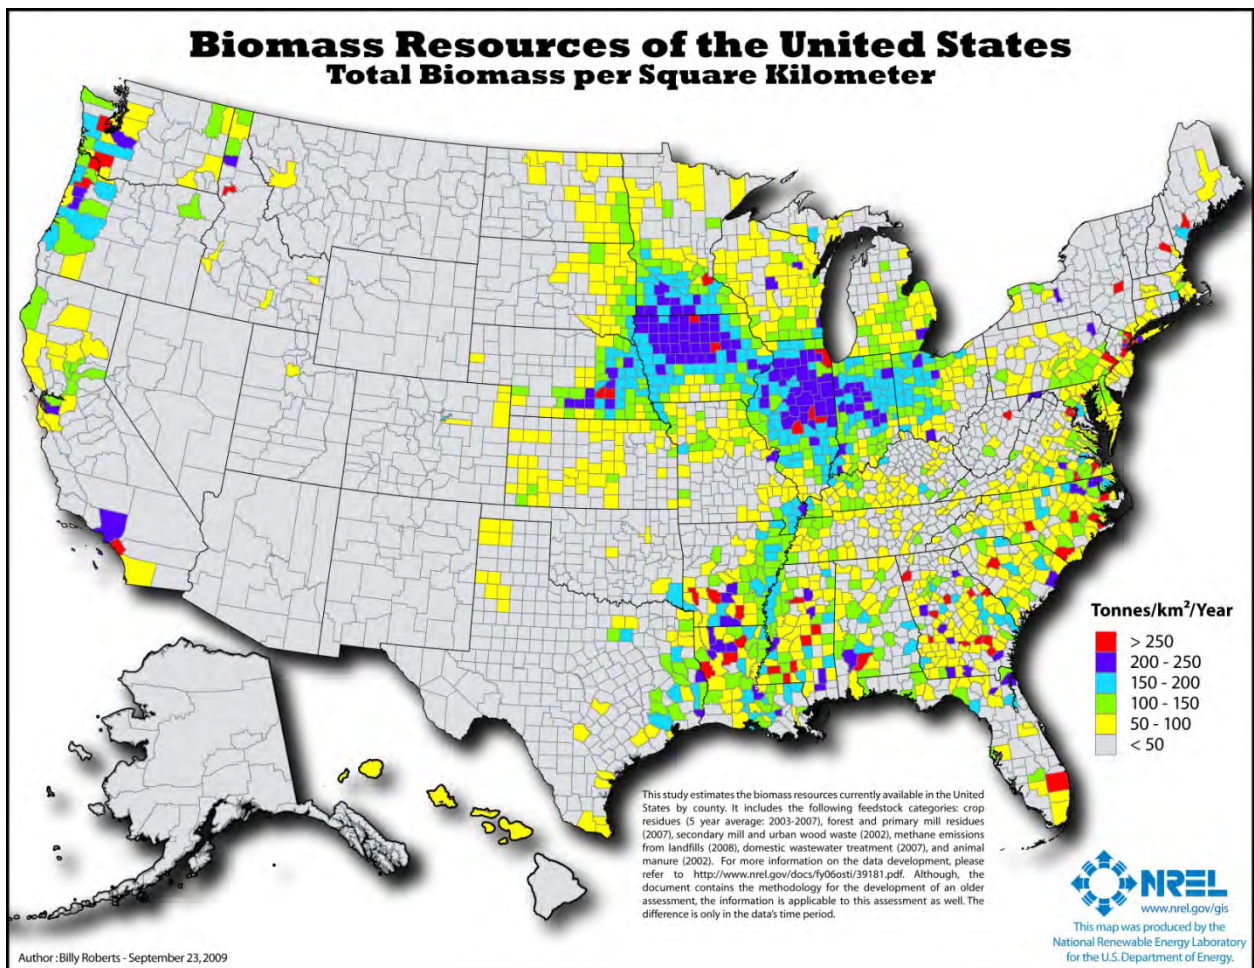 Biomass Resources of the United States
Total Biomass per Square Kilometer
Tonnes/km²/Year
> 250
200 - 250
150 - 200
100 - 150
50 - 100
< 50
This study estimates the biomass resources currently available in the United
States by county. It includes the following feedstock categories: crop
residues (5 year average: 2003-2007), forest and primary mill residues
(2007), secondary mill and urban wood waste (2002), methane emissions
from landfills (2008), domestic wastewater treatment (2007), and animal
manure (2002). For more information on the data development, please
refer to http://www.nrel.gov/docs/fy06osti/39181.pdf. Although, the
document contains the methodology for the development of an older
assessment, the information is applicable to this assessment as well. The
difference is only in the data's time period.
NREL
www.nrel.gov/gis
This map was produced by the
National Renewable Energy Laboratory
for the U.S. Department of Energy.
Author : Billy Roberts - September 23, 2009